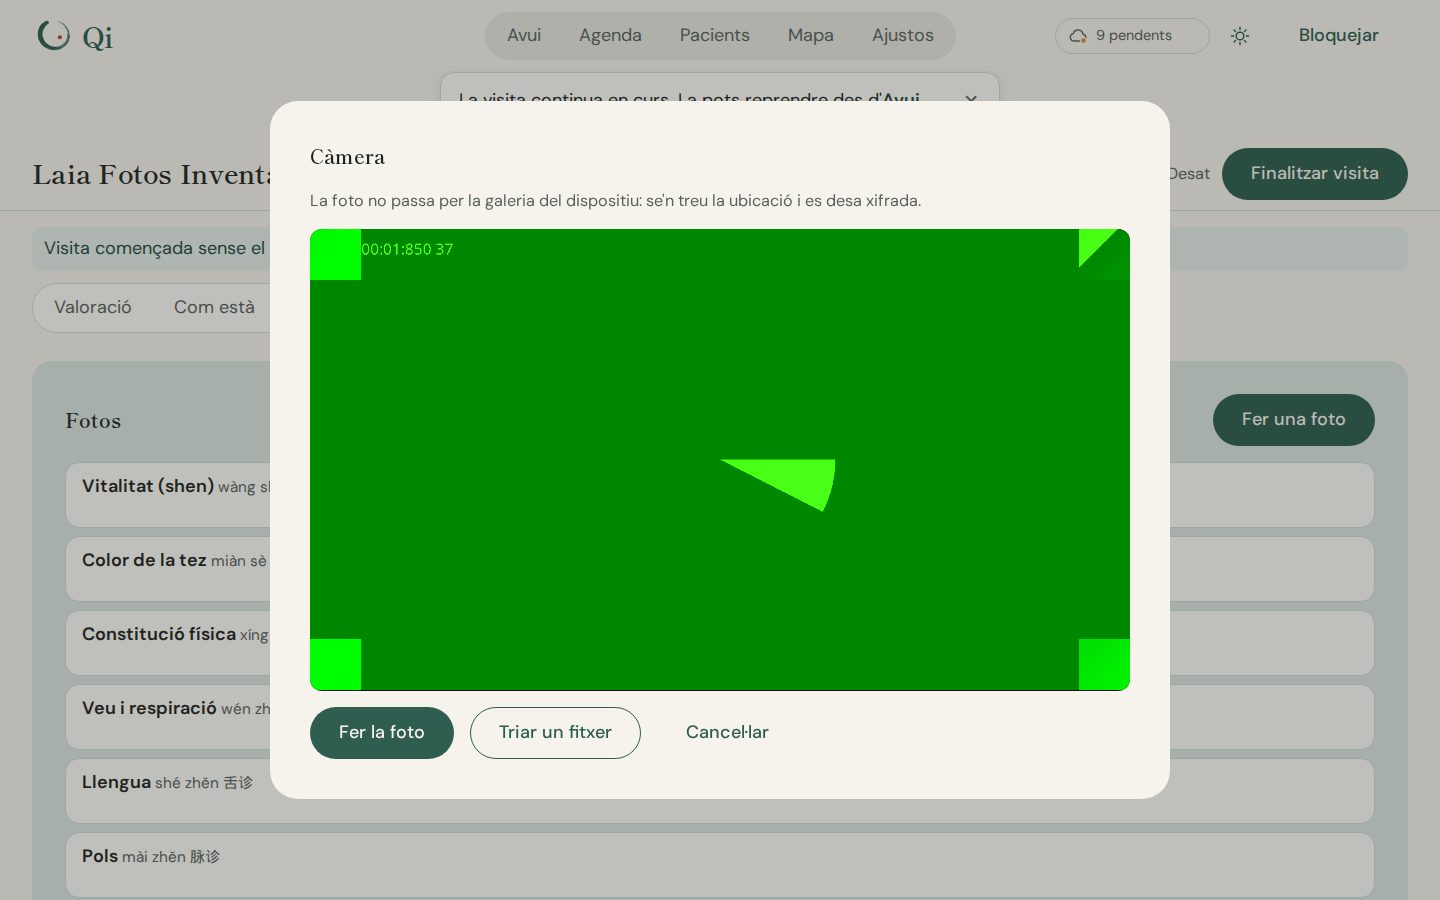 Qi
Avui Agenda Pacients Mapa Ajustos
9 pendents
Bloquejar
La visita continua en curs. La pots reprendre des d'Avui
Laia Fotos
Desat
Finalitzar visita
Visita començada sense el
Valoració Com està
Càmera
La foto no passa per la galeria del dispositiu: se'n treu la ubicació i es desa xifrada.
00:01:850 37
Fer la foto
Triar un fitxer
Cancel·lar
Fotos
Fer una foto
Vitalitat (shen) wàng
Color de la tez miàn sè
Constitució física xíng
Veu i respiració wén
Llengua shé zhěn 舌诊
Pols mài zhěn 脉诊